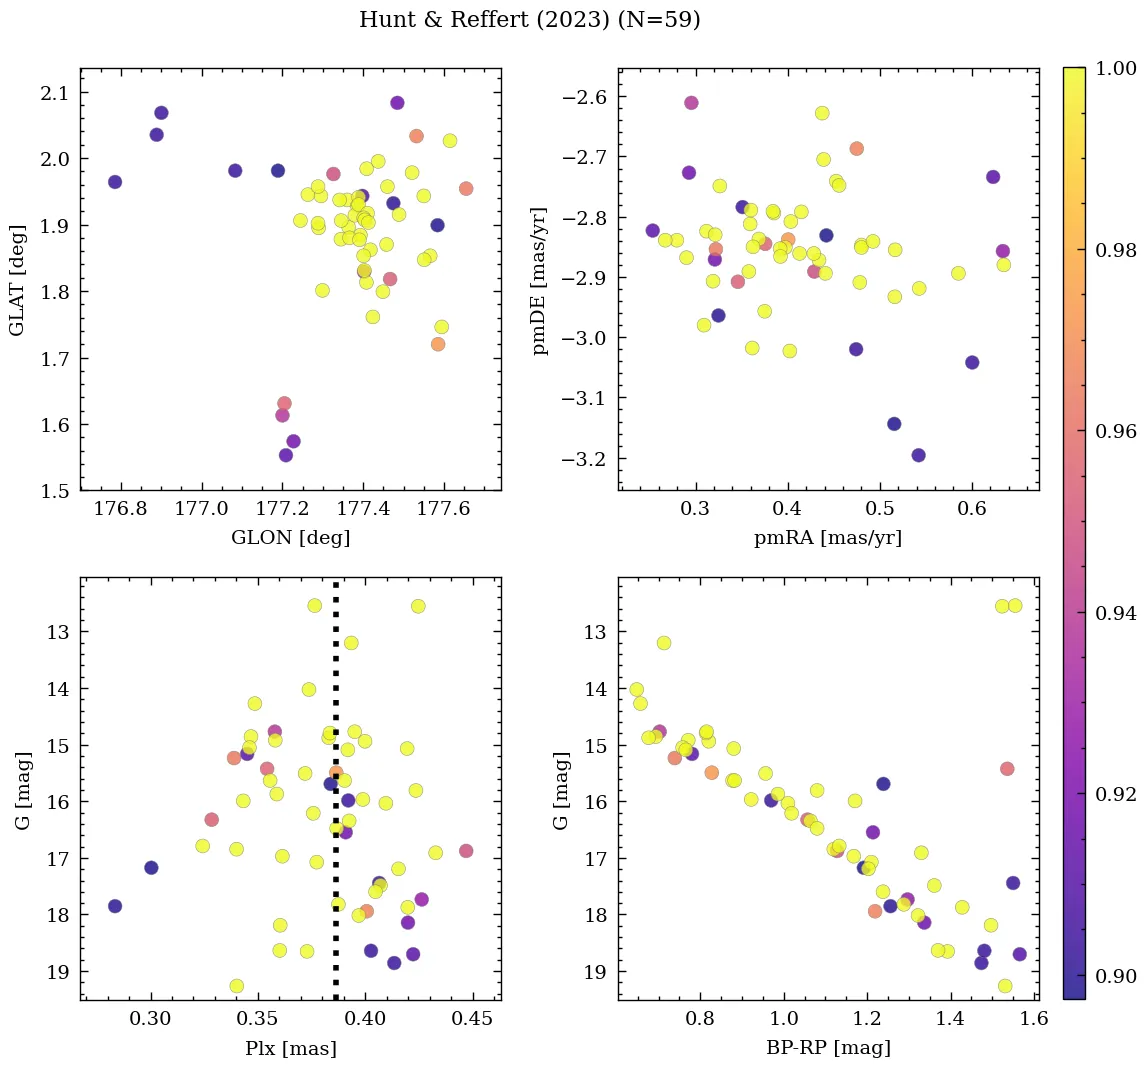 Hunt & Reffert (2023) (N=59)
2.1
2.0
1.9
1.8
1.7
1.6
1.5
GLAT [deg]
176.8 177.0 177.2 177.4 177.6
GLON [deg]
−2.6
−2.7
−2.8
−2.9
−3.0
−3.1
−3.2
pmDE [mas/yr]
0.3 0.4 0.5 0.6
pmRA [mas/yr]
13
14
15
16
17
18
19
G [mag]
0.30 0.35 0.40 0.45
Plx [mas]
13
14
15
16
17
18
19
G [mag]
0.8 1.0 1.2 1.4 1.6
BP-RP [mag]
1.00
0.98
0.96
0.94
0.92
0.90